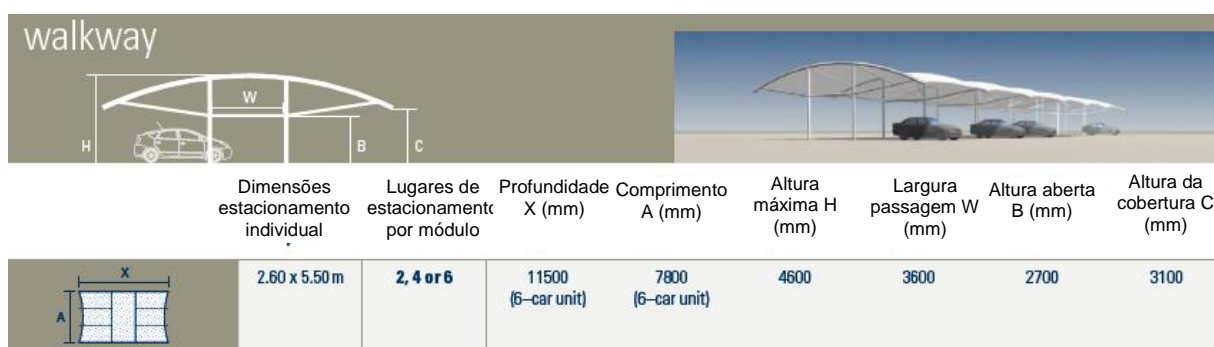 walkway
W
H
B
C
Dimensões
estacionamento
individual
Lugares de
estacionament
por módulo
Profundidade
X (mm)
Comprimento
A (mm)
Altura
máxima H
(mm)
Largura
passagem W
(mm)
Altura aberta
B (mm)
Altura da
cobertura C
(mm)
X
A
2.60 x 5.50 m
2, 4 or 6
11500
(6–car unit)
7800
(6–car unit)
4600
3600
2700
3100